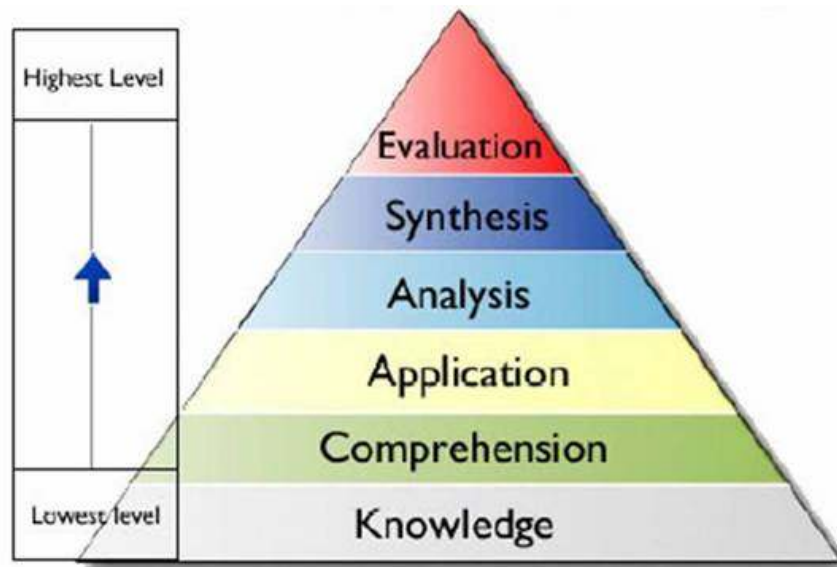 Highest Level
Evaluation
Synthesis
Analysis
Application
Comprehension
Lowest level
Knowledge